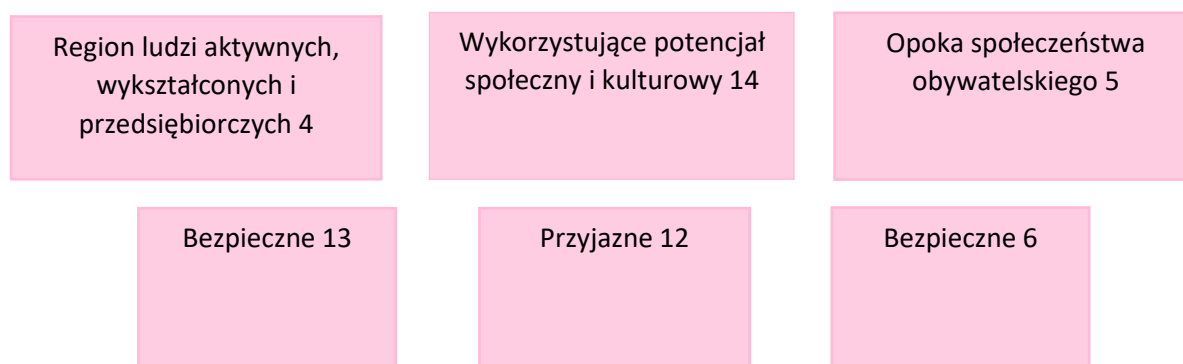 Region ludzi aktywnych,
wykształconych i
przedsiębiorczych 4
Wykorzystujące potencjał
społeczny i kulturowy 14
Opoka społeczeństwa
obywatelskiego 5
Bezpieczne 13
Przyjazne 12
Bezpieczne 6